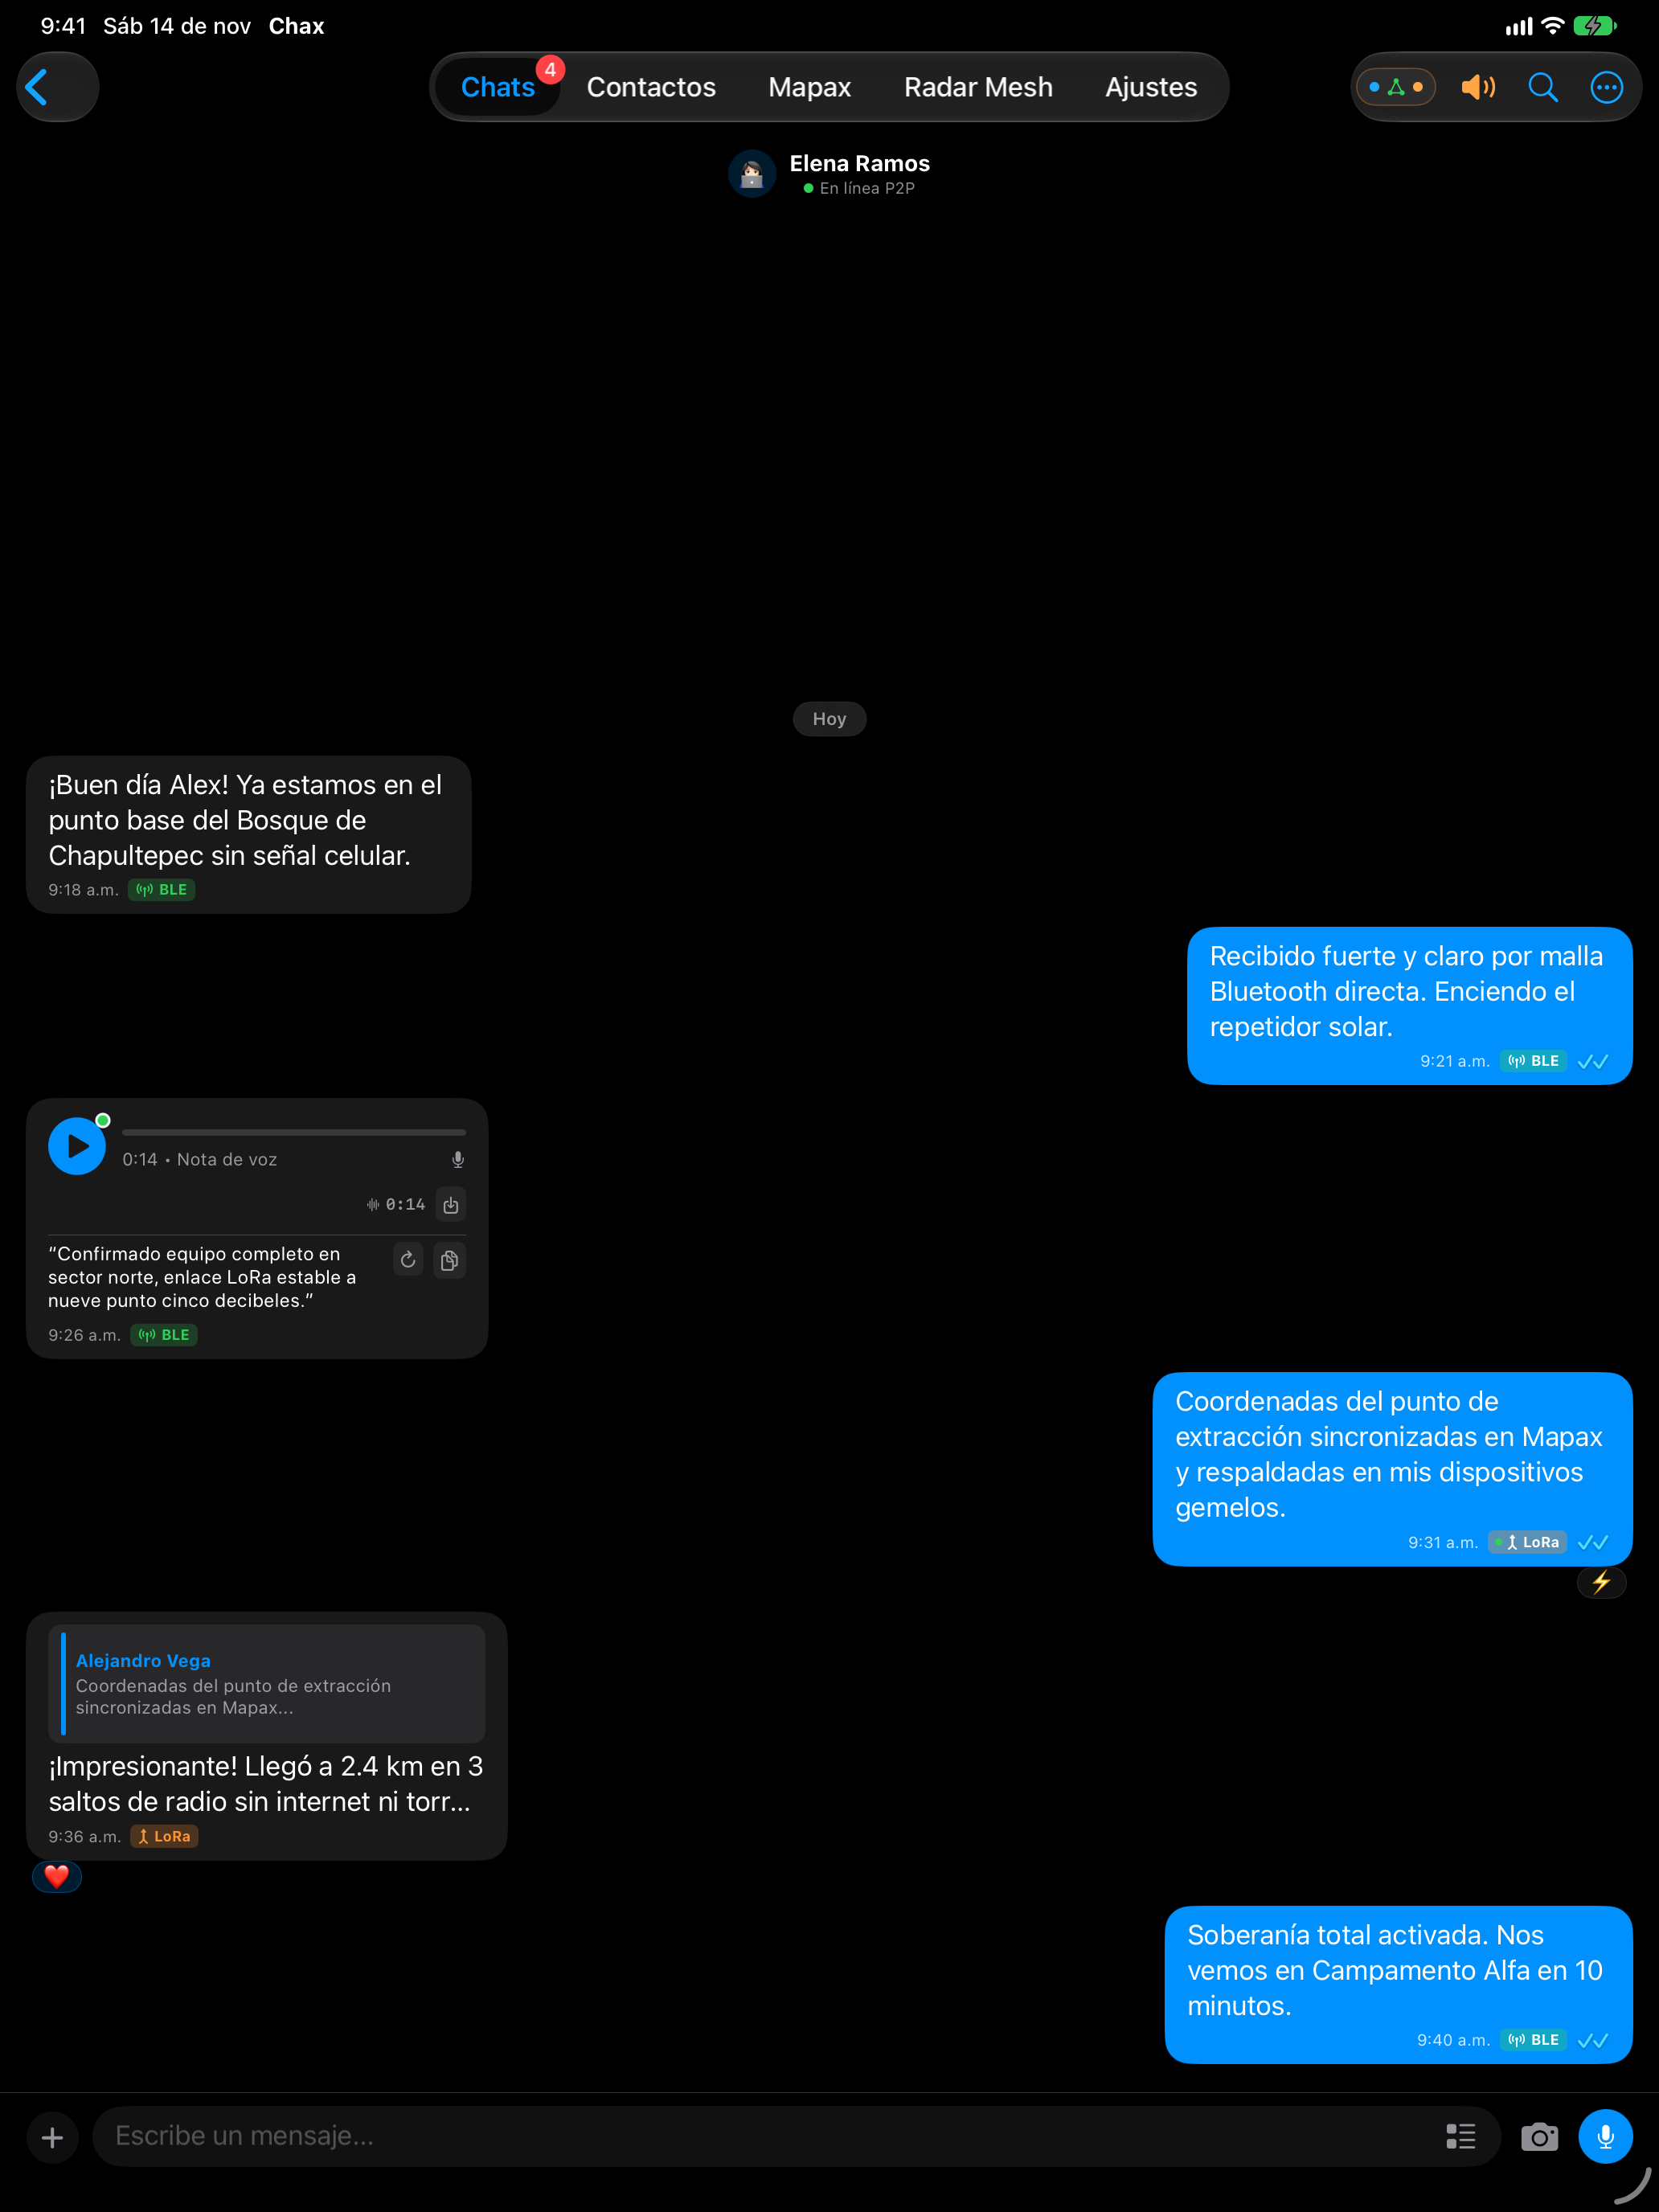 9:41 Sáb 14 de nov Chax
Chats 4 Contactos Mapax Radar Mesh Ajustes
Elena Ramos
En línea P2P
Hoy
¡Buen día Alex! Ya estamos en el
punto base del Bosque de
Chapultepec sin señal celular.
9:18 a.m. BLE
Recibido fuerte y claro por malla
Bluetooth directa. Enciendo el
repetidor solar.
9:21 a.m. BLE
0:14 • Nota de voz
0:14
“Confirmado equipo completo en
sector norte, enlace LoRa estable a
nueve punto cinco decibeles.”
9:26 a.m. BLE
Coordenadas del punto de
extracción sincronizadas en Mapax
y respaldadas en mis dispositivos
gemelos.
9:31 a.m. LoRa
Alejandro Vega
Coordenadas del punto de extracción
sincronizadas en Mapax...
¡Impresionante! Llegó a 2.4 km en 3
saltos de radio sin internet ni torr...
9:36 a.m. LoRa
Soberanía total activada. Nos
vemos en Campamento Alfa en 10
minutos.
9:40 a.m. BLE
Escribe un mensaje...